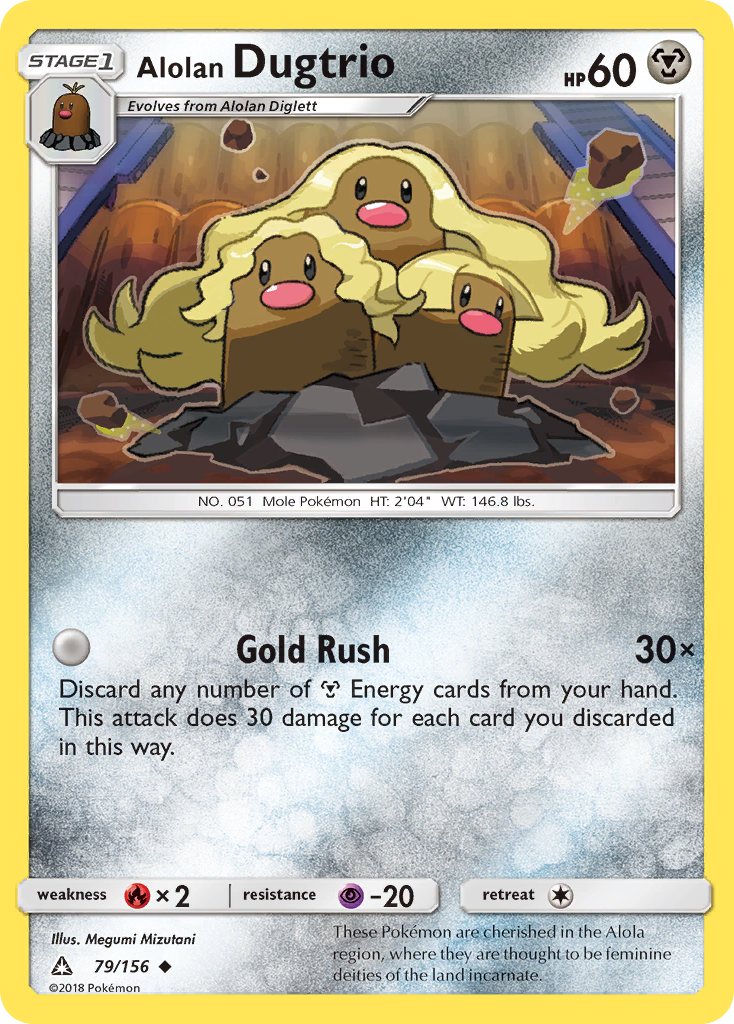 STAGE1
Alolan Dugtrio
HP60
Evolves from Alolan Diglett
NO. 051 Mole Pokémon HT: 2'04" WT: 146.8 lbs.
Gold Rush 30×
Discard any number of Energy cards from your hand.
This attack does 30 damage for each card you discarded
in this way.
weakness ×2 resistance -20 retreat
Illus. Megumi Mizutani
79/156
©2018 Pokémon
These Pokémon are cherished in the Alola
region, where they are thought to be feminine
deities of the land incarnate.